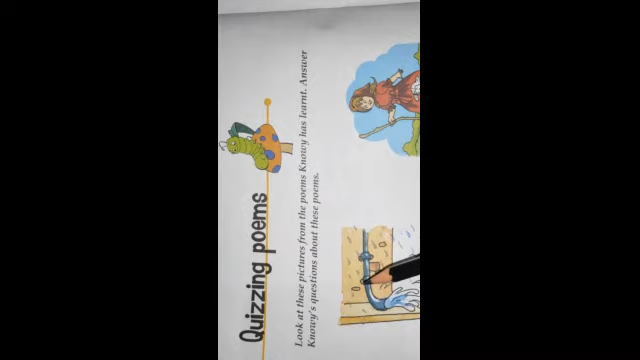 Quizzing poems
Look at these pictures from the poems Knowy has learnt. Answer
Knowy's questions about these poems.